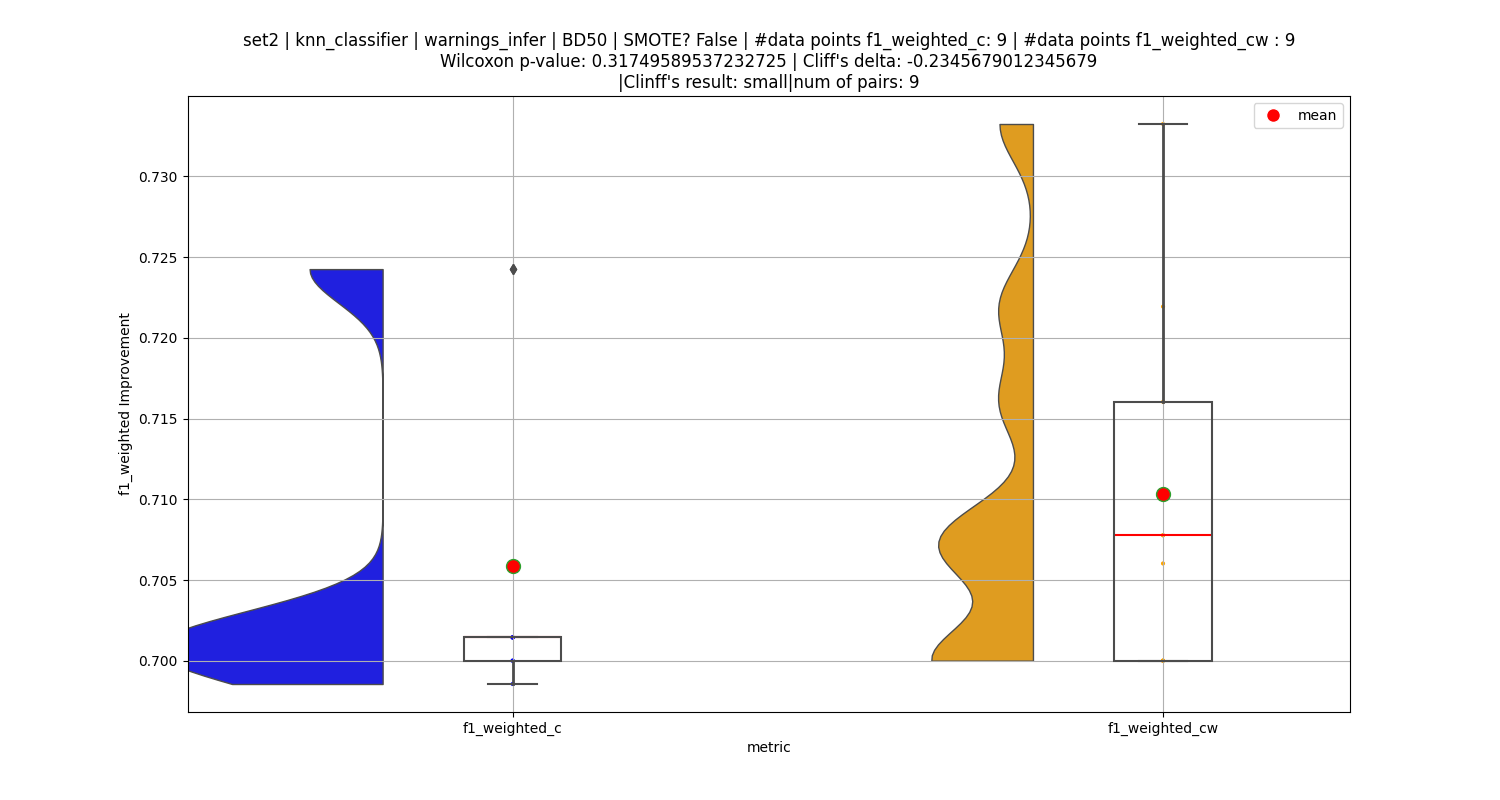 set2 | knn_classifier | warnings_infer | BD50 | SMOTE? False | #data points f1_weighted_c: 9 | #data points f1_weighted_cw : 9
Wilcoxon p-value: 0.31749589537232725 | Cliff's delta: -0.2345679012345679
|Clinff's result: small|num of pairs: 9
mean
0.730
0.725
0.720
0.715
0.710
0.705
0.700
f1_weighted Improvement
f1_weighted_c
f1_weighted_cw
metric